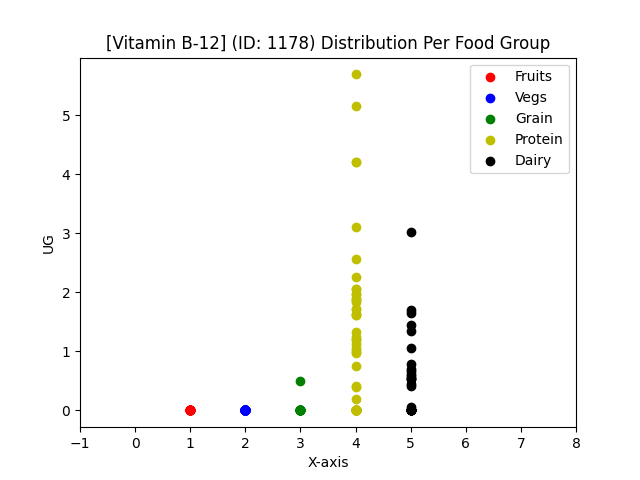 [Vitamin B-12] (ID: 1178) Distribution Per Food Group
Fruits
Vegs
Grain
Protein
Dairy
5
4
3
2
1
0
UG
−1 0 1 2 3 4 5 6 7 8
X-axis